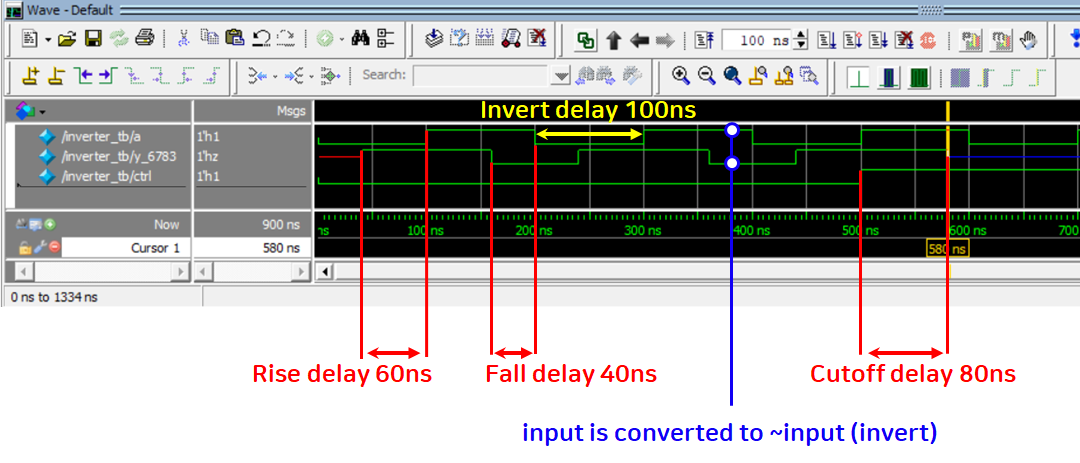 Wave - Default
100 ns
Search:
Msgs
Invert delay 100ns
/inverter_tb/a 1'h1
/inverter_tb/y_6783 1'hz
/inverter_tb/ctrl 1'h1
Now 900 ns
ns 100 ns 200 ns 300 ns 400 ns 500 ns 600 ns 700
Cursor 1 580 ns
580 ns
0 ns to 1334 ns
Rise delay 60ns
Fall delay 40ns
Cutoff delay 80ns
input is converted to ~input (invert)